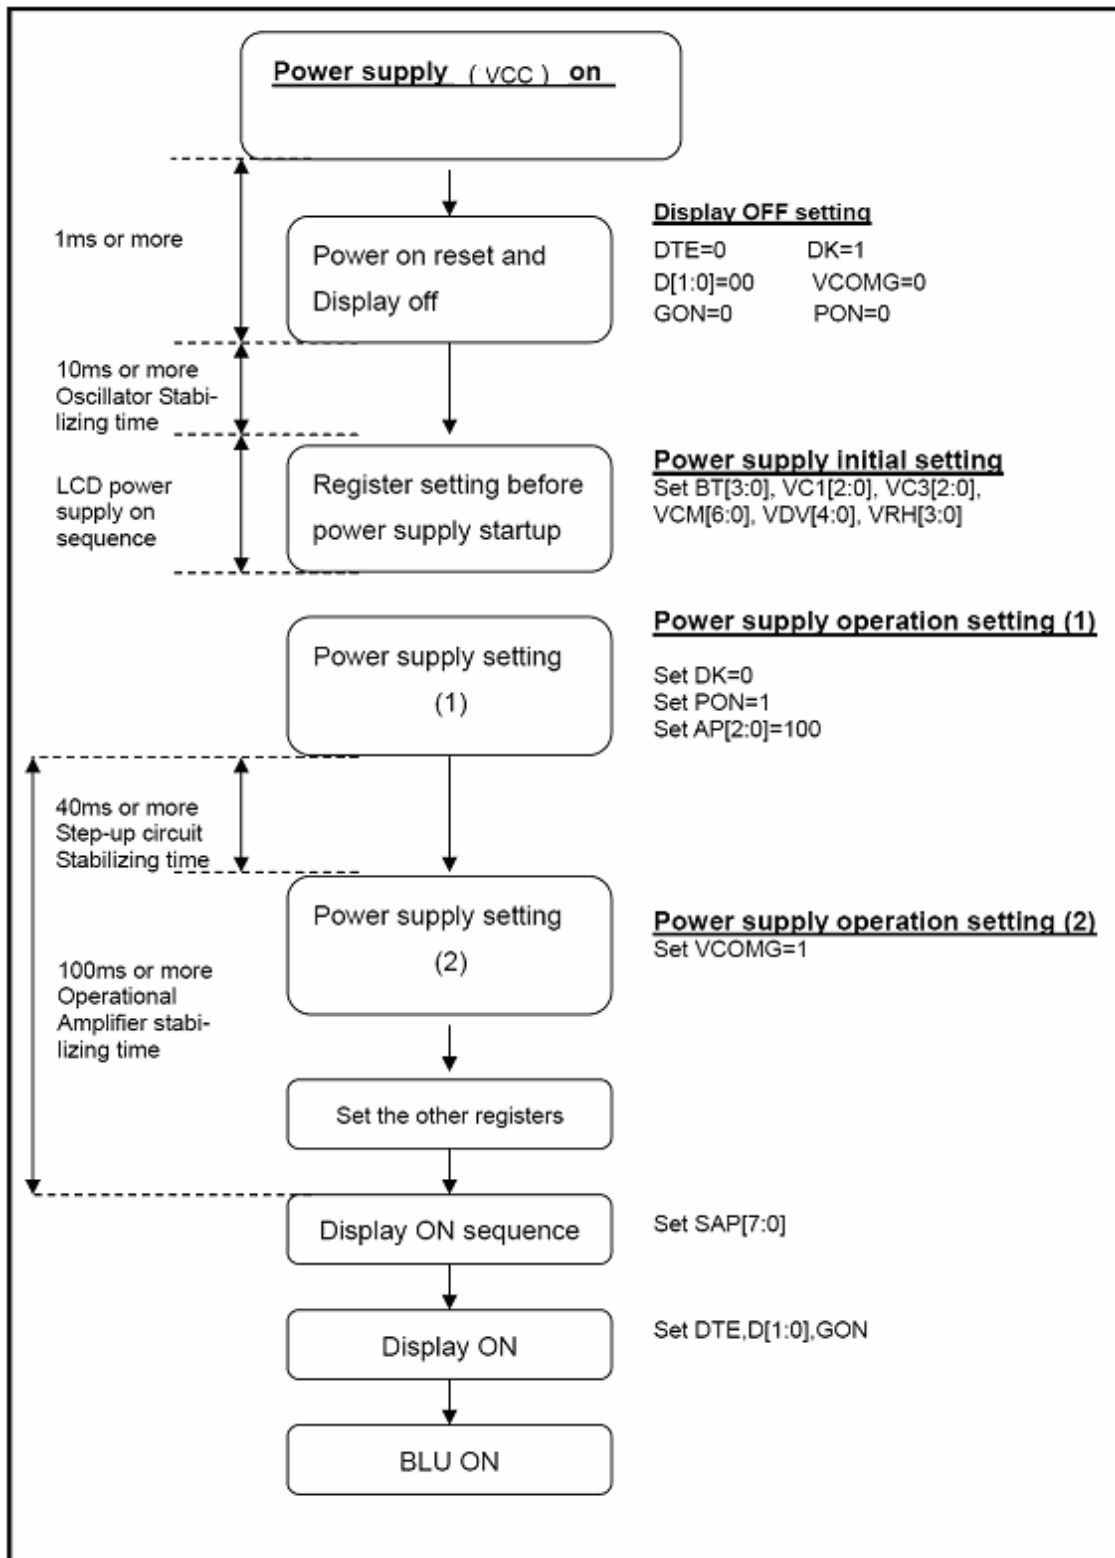 Power supply ( VCC ) on
1ms or more
Power on reset and
Display off
Display OFF setting
DTE=0 DK=1
D[1:0]=00 VCOMG=0
GON=0 PON=0
10ms or more
Oscillator Stabi-
lizing time
LCD power
supply on
sequence
Register setting before
power supply startup
Power supply initial setting
Set BT[3:0], VC1[2:0], VC3[2:0],
VCM[6:0], VDV[4:0], VRH[3:0]
Power supply setting
(1)
Power supply operation setting (1)
Set DK=0
Set PON=1
Set AP[2:0]=100
40ms or more
Step-up circuit
Stabilizing time
Power supply setting
(2)
Power supply operation setting (2)
Set VCOMG=1
100ms or more
Operational
Amplifier stabi-
lizing time
Set the other registers
Display ON sequence
Set SAP[7:0]
Display ON
Set DTE,D[1:0],GON
BLU ON